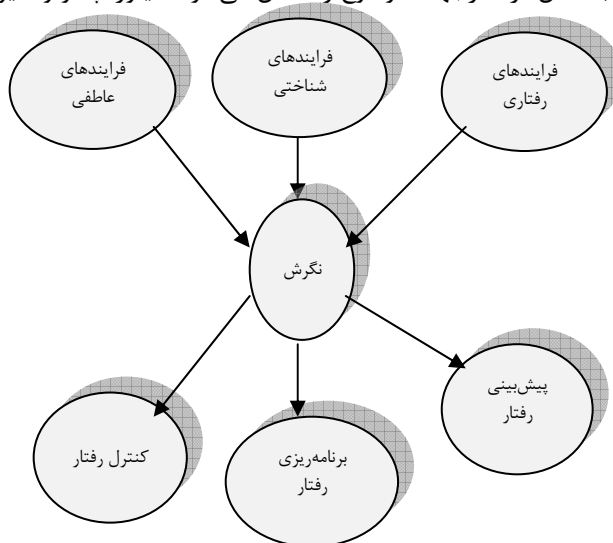 فرایندهای
رفتاری
فرایندهای
شناختی
فرایندهای
عاطفی
نگرش
پیش‌بینی
رفتار
برنامه‌ریزی
رفتار
کنترل رفتار